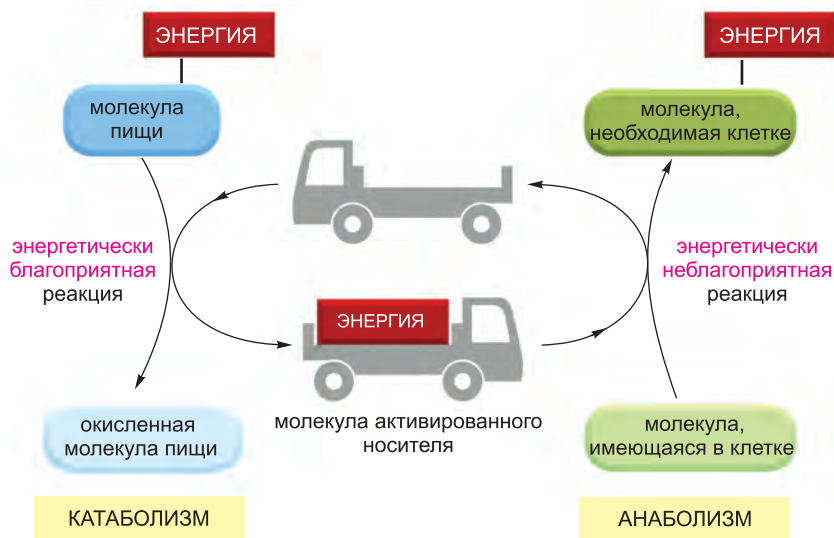 ЭНЕРГИЯ
ЭНЕРГИЯ
молекула
пищи
молекула,
необходимая клетке
энергетически
благоприятная
реакция
энергетически
неблагоприятная
реакция
ЭНЕРГИЯ
молекула активированного
носителя
окисленная
молекула пищи
молекула,
имеющаяся в клетке
КАТАБОЛИЗМ
АНАБОЛИЗМ